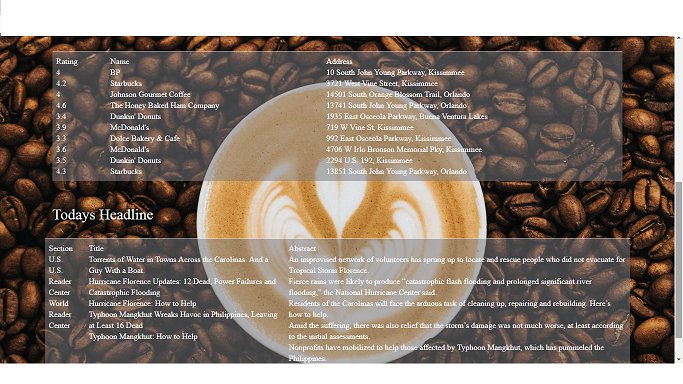 Rating Name Address
4 BP 10 South John Young Parkway, Kissimmee
4.2 Starbucks 3721 West Vine Street, Kissimmee
4 Johnson Gourmet Coffee 14501 South Orange Blossom Trail, Orlando
4.6 The Honey Baked Ham Company 13741 South John Young Parkway, Orlando
3.4 Dunkin' Donuts 1935 East Osceola Parkway, Buena Ventura Lakes
3.9 McDonald's 719 W Vine St, Kissimmee
3.3 Dolce Bakery & Cafe 992 East Osceola Parkway, Kissimmee
3.6 McDonald's 4706 W Irlo Bronson Memorial Pky, Kissimmee
3.5 Dunkin' Donuts 2294 U.S. 192, Kissimmee
4.3 Starbucks 13851 South John Young Parkway, Orlando
Todays Headline
Section Title Abstract
U.S. Torrents of Water in Towns Across the Carolinas. And a An improvised network of volunteers has sprung up to locate and rescue people who did not evacuate for
U.S. Guy With a Boat. Tropical Storm Florence.
Reader Hurricane Florence Updates: 12 Dead, Power Failures and Fierce rains were likely to produce “catastrophic flash flooding and prolonged significant river
Center Catastrophic Flooding flooding,” the National Hurricane Center said.
World Hurricane Florence: How to Help Residents of the Carolinas will face the arduous task of cleaning up, repairing and rebuilding. Here’s
Reader Typhoon Mangkhut Wreaks Havoc in Philippines, Leaving how to help.
Center at Least 16 Dead Amid the suffering, there was also relief that the storm’s damage was not much worse, at least according
Typhoon Mangkhut: How to Help to the initial assessments.
Nonprofits have mobilized to help those affected by Typhoon Mangkhut, which has pummeled the
Philippines.